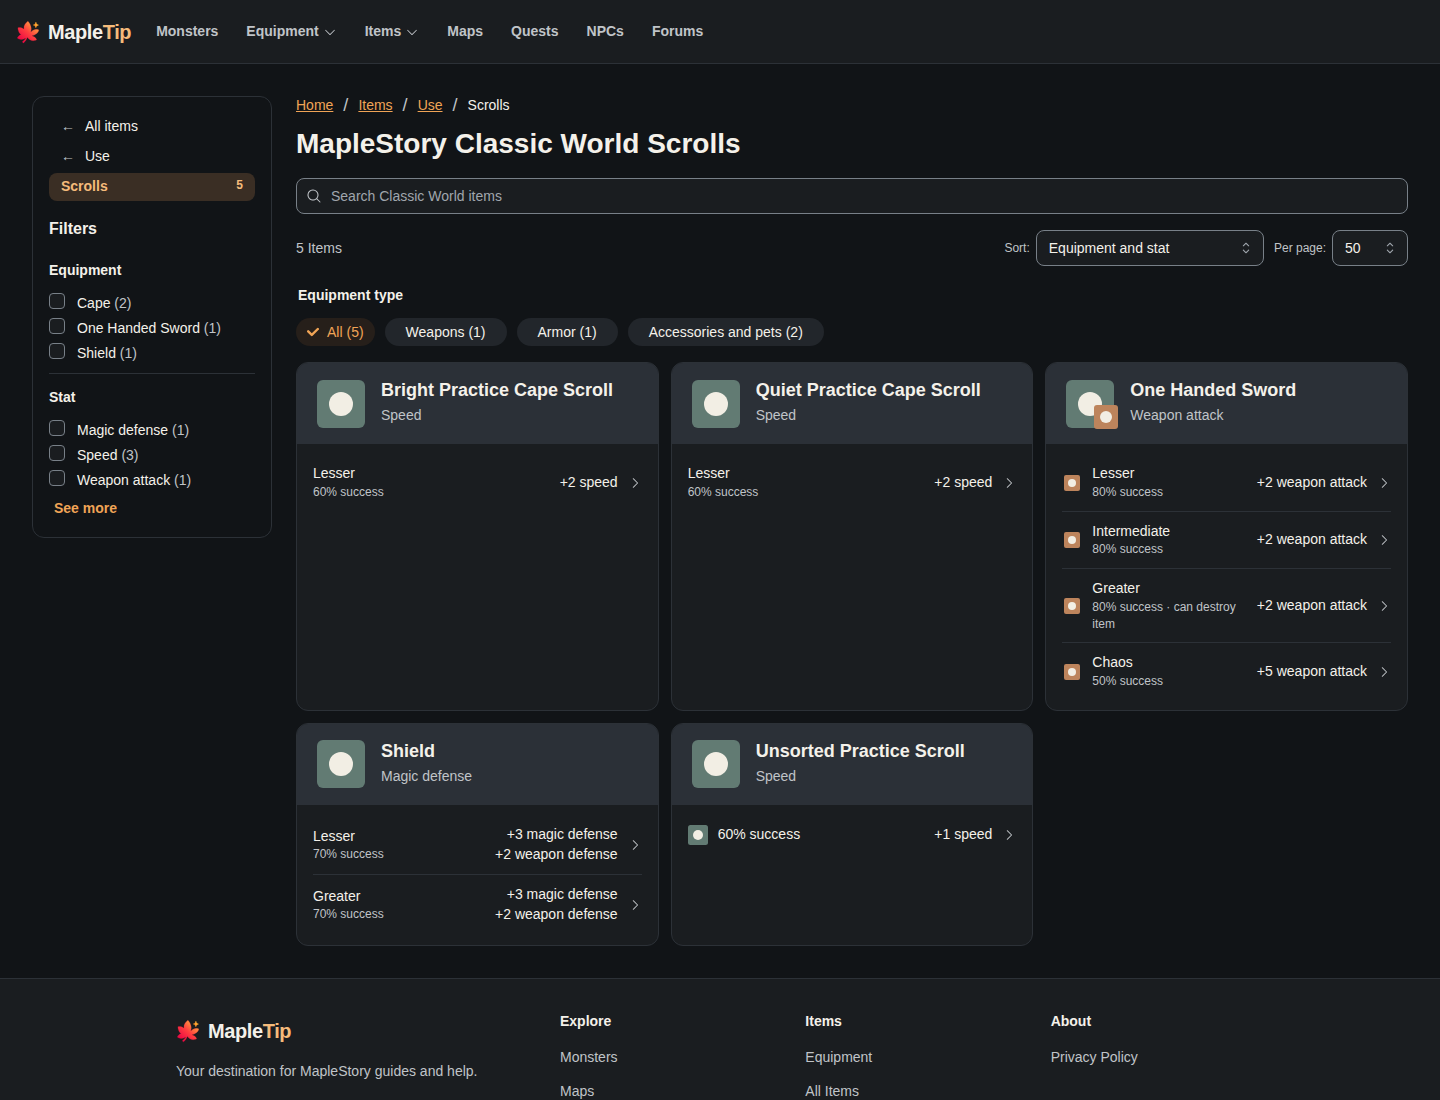 MapleTip
Monsters
Equipment
Items
Maps
Quests
NPCs
Forums
← All items
← Use
Scrolls 5
Filters
Equipment
Cape (2)
One Handed Sword (1)
Shield (1)
Stat
Magic defense (1)
Speed (3)
Weapon attack (1)
See more
Home / Items / Use / Scrolls
MapleStory Classic World Scrolls
Search Classic World items
5 Items
Sort: Equipment and stat
Per page: 50
Equipment type
All (5)
Weapons (1)
Armor (1)
Accessories and pets (2)
Bright Practice Cape Scroll
Speed
Lesser
60% success
+2 speed
Quiet Practice Cape Scroll
Speed
Lesser
60% success
+2 speed
One Handed Sword
Weapon attack
Lesser
80% success
+2 weapon attack
Intermediate
80% success
+2 weapon attack
Greater
80% success · can destroy
item
+2 weapon attack
Chaos
50% success
+5 weapon attack
Shield
Magic defense
Lesser
70% success
+3 magic defense
+2 weapon defense
Greater
70% success
+3 magic defense
+2 weapon defense
Unsorted Practice Scroll
Speed
60% success
+1 speed
MapleTip
Your destination for MapleStory guides and help.
Explore
Monsters
Maps
Items
Equipment
All Items
About
Privacy Policy